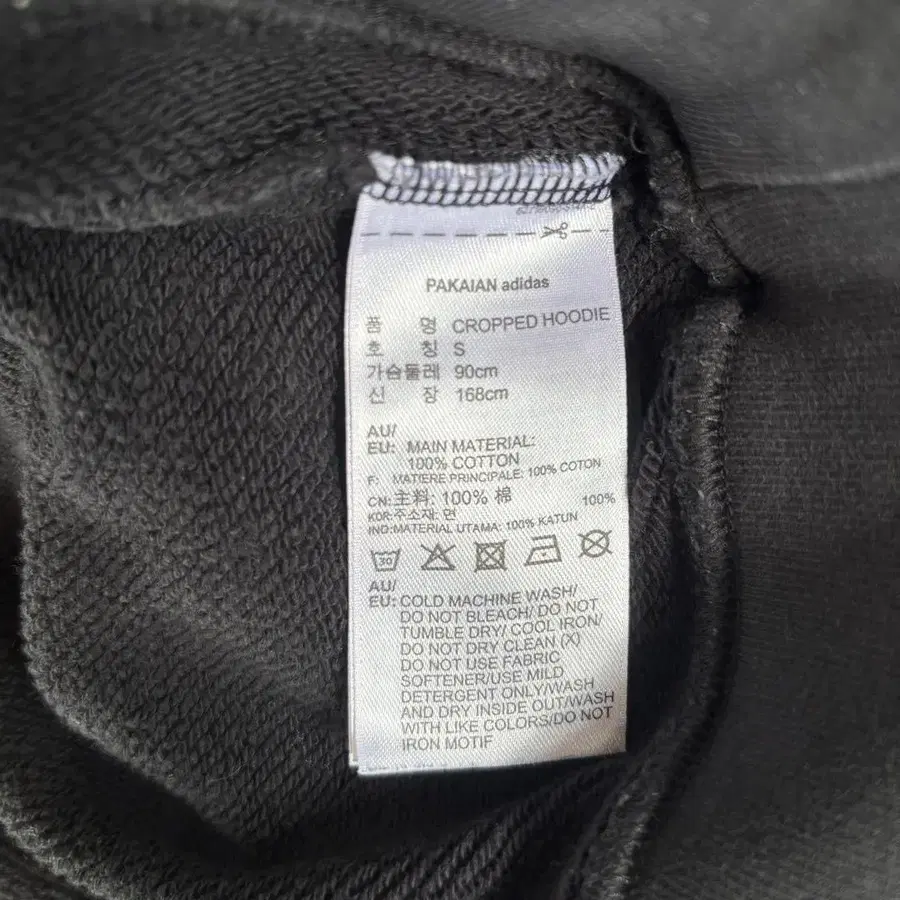 PAKAIAN adidas
품 명 CROPPED HOODIE
호 칭 S
가슴둘레 90cm
신 장 168cm
AU/
EU: MAIN MATERIAL:
100% COTTON
F: MATIERE PRINCIPALE: 100% COTON
CN:主料: 100% 棉
KOR:주소재: 면 100%
IND:MATERIAL UTAMA: 100% KATUN
30
AU/
EU: COLD MACHINE WASH/
DO NOT BLEACH/ DO NOT
TUMBLE DRY/ COOL IRON/
DO NOT DRY CLEAN (X)
DO NOT USE FABRIC
SOFTENER/USE MILD
DETERGENT ONLY/WASH
AND DRY INSIDE OUT/WASH
WITH LIKE COLORS/DO NOT
IRON MOTIF